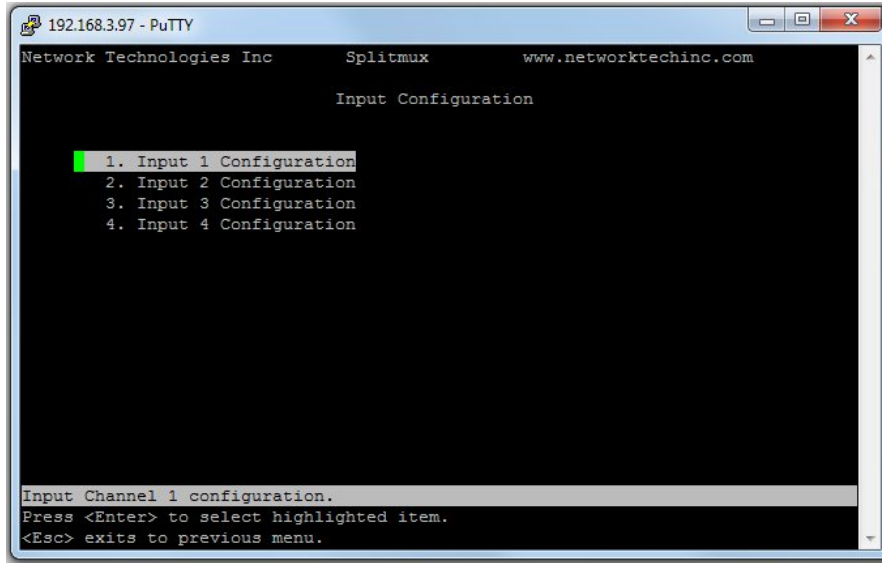 192.168.3.97 - PuTTY
Network Technologies Inc Splitmux www.networktechinc.com
Input Configuration
1. Input 1 Configuration
2. Input 2 Configuration
3. Input 3 Configuration
4. Input 4 Configuration
Input Channel 1 configuration.
Press <Enter> to select highlighted item.
<Esc> exits to previous menu.